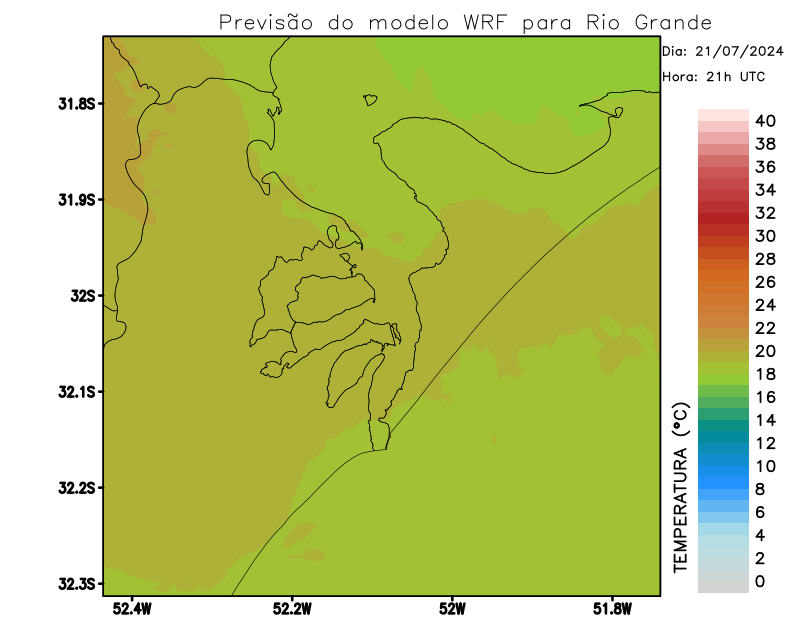 Previsão do modelo WRF para Rio Grande
Dia: 21/07/2024
Hora: 21h UTC
31.8S
31.9S
32S
32.1S
32.2S
32.3S
52.4W
52.2W
52W
51.8W
TEMPERATURA (°C)
40
38
36
34
32
30
28
26
24
22
20
18
16
14
12
10
8
6
4
2
0